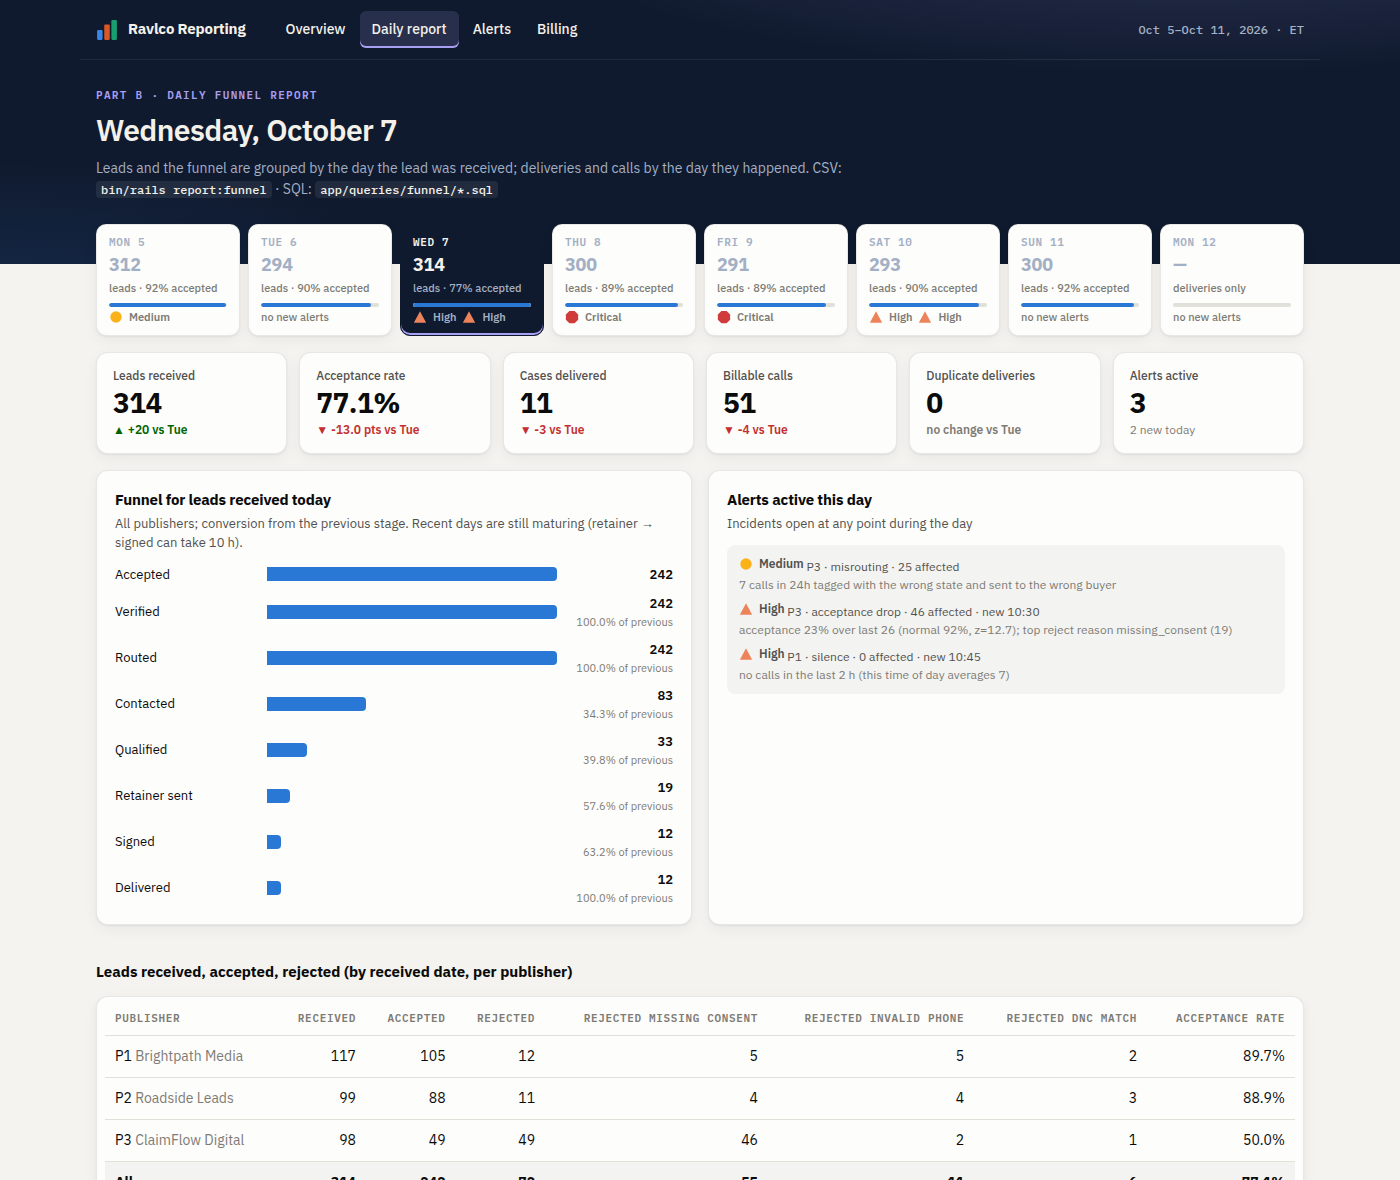 Ravlco Reporting
Overview
Daily report
Alerts
Billing
Oct 5–Oct 11, 2026 · ET
PART B · DAILY FUNNEL REPORT
Wednesday, October 7
Leads and the funnel are grouped by the day the lead was received; deliveries and calls by the day they happened. CSV:
bin/rails report:funnel · SQL: app/queries/funnel/*.sql
MON 5
312
leads · 92% accepted
Medium
TUE 6
294
leads · 90% accepted
no new alerts
WED 7
314
leads · 77% accepted
High High
THU 8
300
leads · 89% accepted
Critical
FRI 9
291
leads · 89% accepted
Critical
SAT 10
293
leads · 90% accepted
High High
SUN 11
300
leads · 92% accepted
no new alerts
MON 12
—
deliveries only
no new alerts
Leads received
314
▲ +20 vs Tue
Acceptance rate
77.1%
▼ -13.0 pts vs Tue
Cases delivered
11
▼ -3 vs Tue
Billable calls
51
▼ -4 vs Tue
Duplicate deliveries
0
no change vs Tue
Alerts active
3
2 new today
Funnel for leads received today
All publishers; conversion from the previous stage. Recent days are still maturing (retainer →
signed can take 10 h).
Accepted 242
Verified 242
100.0% of previous
Routed 242
100.0% of previous
Contacted 83
34.3% of previous
Qualified 33
39.8% of previous
Retainer sent 19
57.6% of previous
Signed 12
63.2% of previous
Delivered 12
100.0% of previous
Alerts active this day
Incidents open at any point during the day
Medium P3 · misrouting · 25 affected
7 calls in 24h tagged with the wrong state and sent to the wrong buyer
High P3 · acceptance drop · 46 affected · new 10:30
acceptance 23% over last 26 (normal 92%, z=12.7); top reject reason missing_consent (19)
High P1 · silence · 0 affected · new 10:45
no calls in the last 2 h (this time of day averages 7)
Leads received, accepted, rejected (by received date, per publisher)
PUBLISHER RECEIVED ACCEPTED REJECTED REJECTED MISSING CONSENT REJECTED INVALID PHONE REJECTED DNC MATCH ACCEPTANCE RATE
P1 Brightpath Media 117 105 12 5 5 2 89.7%
P2 Roadside Leads 99 88 11 4 4 3 88.9%
P3 ClaimFlow Digital 98 49 49 46 2 1 50.0%
All 314 242 72 55 11 6 77.1%